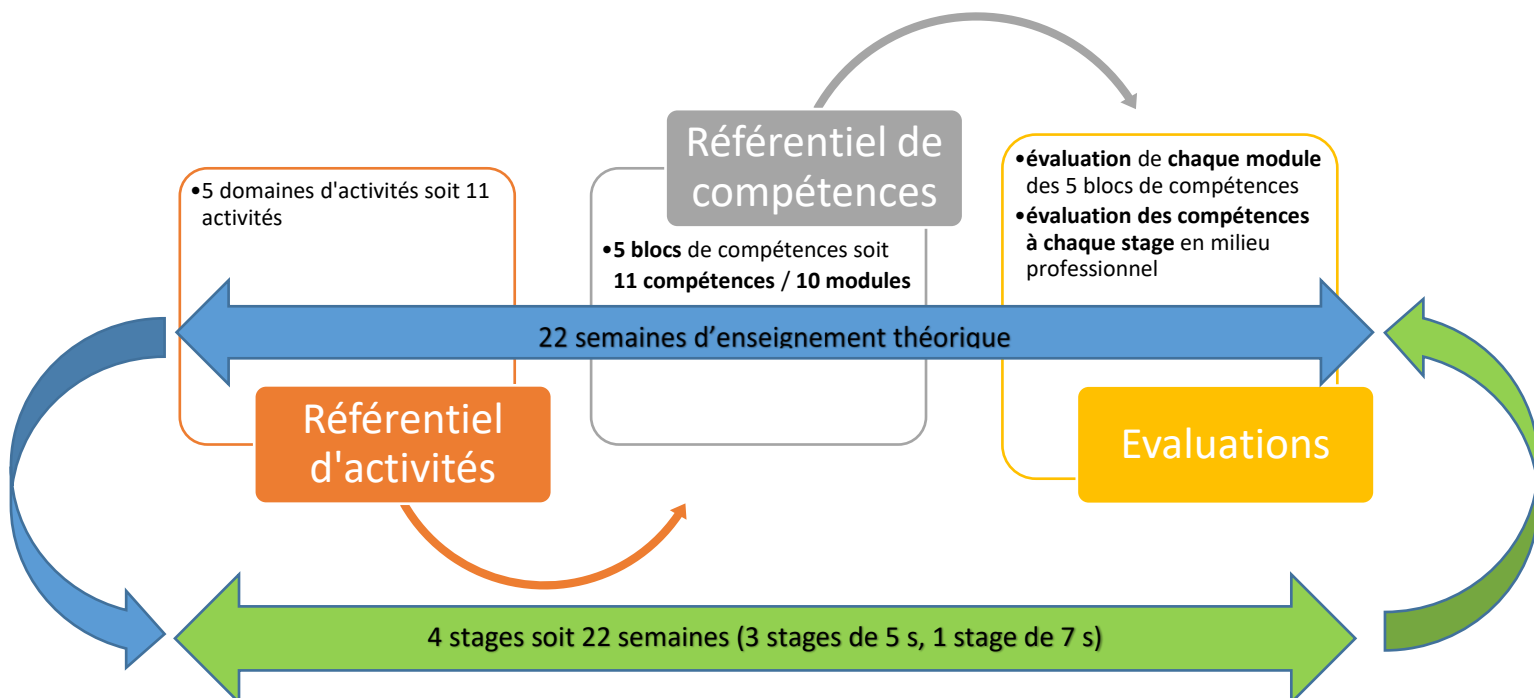 •5 domaines d'activités soit 11
activités
Référentiel
d'activités
Référentiel de
compétences
•5 blocs de compétences soit
11 compétences / 10 modules
•évaluation de chaque module
des 5 blocs de compétences
•évaluation des compétences
à chaque stage en milieu
professionnel
Evaluations
22 semaines d'enseignement théorique
4 stages soit 22 semaines (3 stages de 5 s, 1 stage de 7 s)